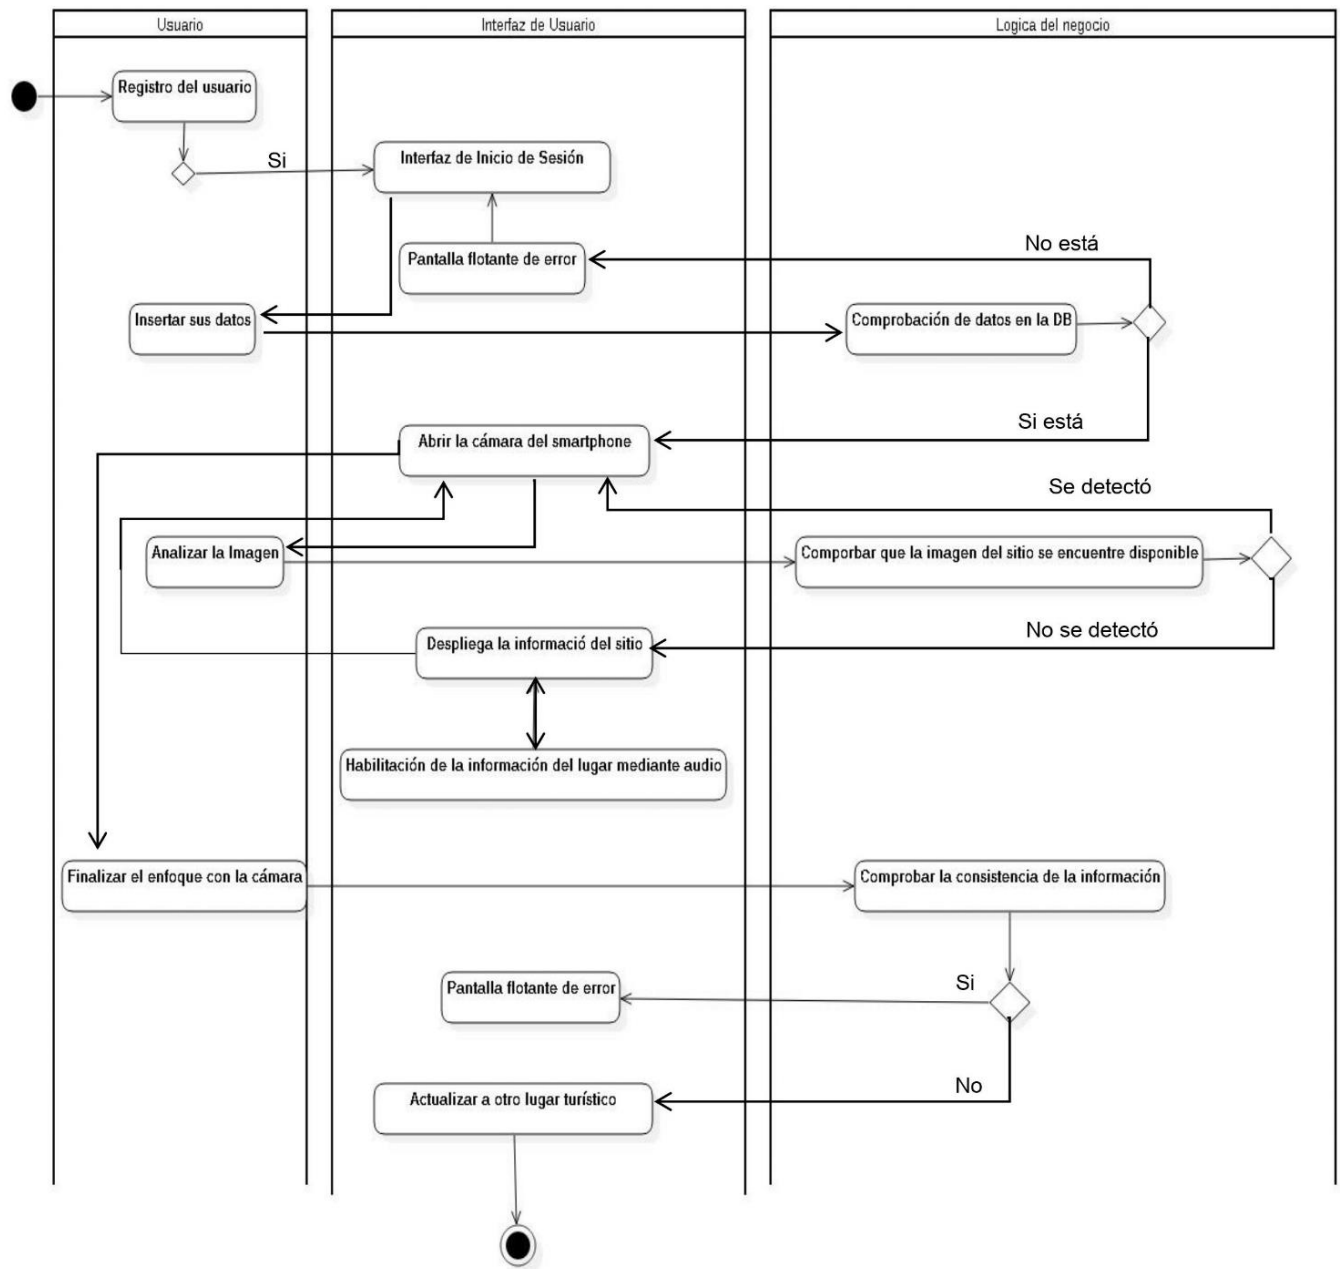 Usuario
Interfaz de Usuario
Logica del negocio
Registro del usuario
Si
Interfaz de Inicio de Sesión
No está
Pantalla flotante de error
Insertar sus datos
Comprobación de datos en la DB
Si está
Abrir la cámara del smartphone
Se detectó
Analizar la Imagen
Comporbar que la imagen del sitio se encuentre disponible
No se detectó
Despliega la informació del sitio
Habilitación de la información del lugar mediante audio
Finalizar el enfoque con la cámara
Comprobar la consistencia de la información
Si
Pantalla flotante de error
No
Actualizar a otro lugar turístico